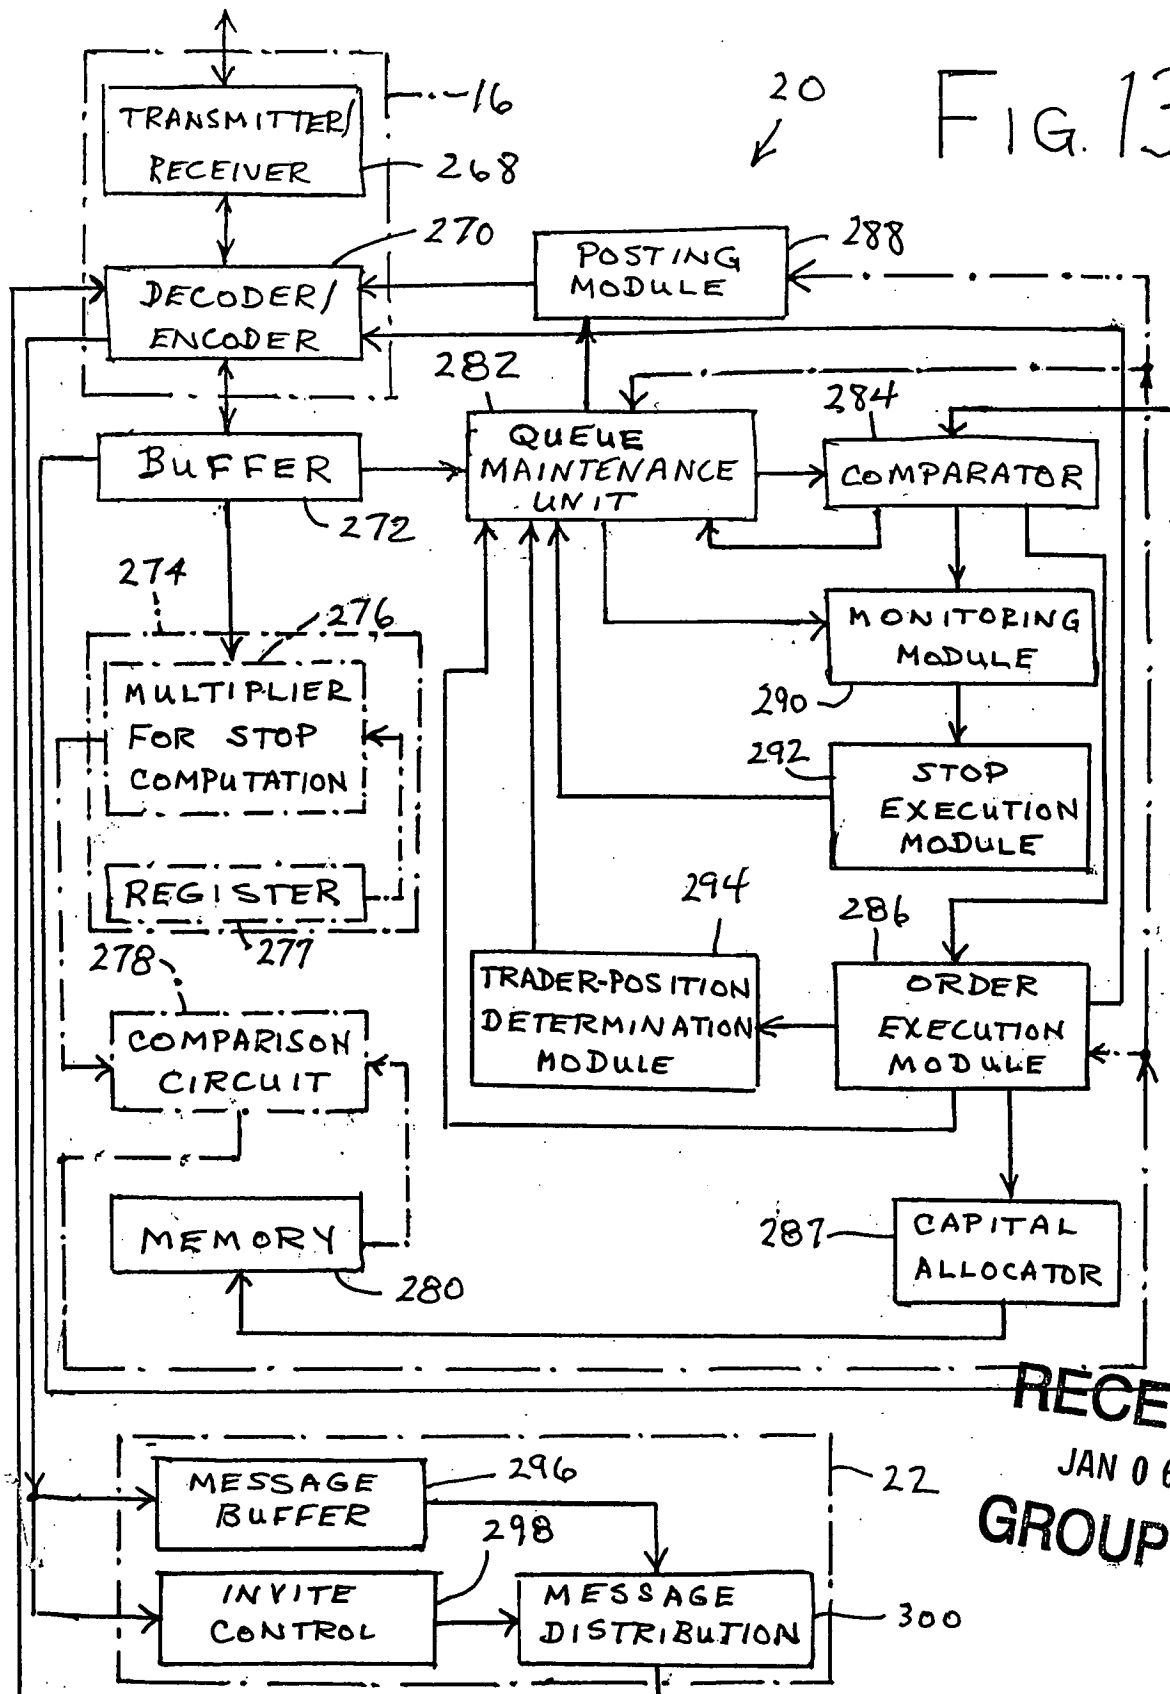 FIG. 13
20
16
TRANSMITTER/
RECEIVER
268
270
DECODER/
ENCODER
POSTING
MODULE
288
282
284
BUFFER
272
QUEUE
MAINTENANCE
UNIT
COMPARATOR
274
276
MULTIPLIER
FOR STOP
COMPUTATION
MONITORING
MODULE
290
292
STOP
EXECUTION
MODULE
REGISTER
277
294
286
278
TRADER-POSITION
DETERMINATION
MODULE
ORDER
EXECUTION
MODULE
COMPARISON
CIRCUIT
MEMORY
280
287
CAPITAL
ALLOCATOR
RECE
JAN 0 6
GROUP
MESSAGE
BUFFER
296
22
298
INVITE
CONTROL
MESSAGE
DISTRIBUTION
300